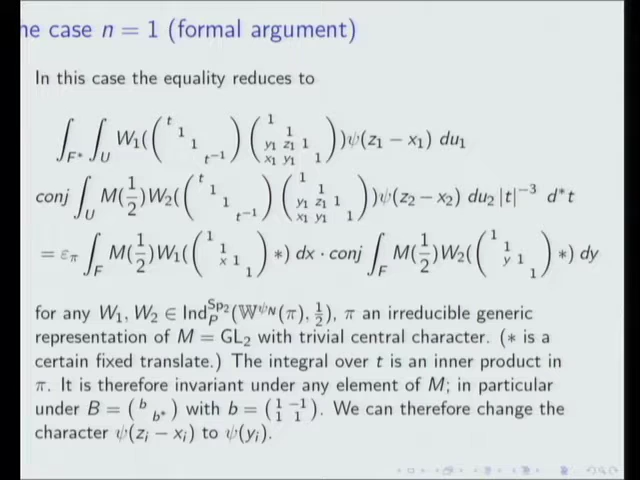 ne case n = 1 (formal argument)
In this case the equality reduces to
∫_{F*} ∫_U W₁((t 1 1 t⁻¹) (1 1 y₁ z₁ 1 x₁ y₁ 1))ψ(z₁ − x₁) du₁
conj ∫_U M(½)W₂((t 1 1 t⁻¹) (1 1 y₁ z₁ 1 x₁ y₁ 1))ψ(z₂ − x₂) du₂ |t|⁻³ d*t
= ε_π ∫_F M(½)W₁((1 1 x 1 1) *) dx · conj ∫_F M(½)W₂((1 1 y 1 1) *) dy
for any W₁, W₂ ∈ Ind_P^{Sp₂}(𝕎^{ψ_N}(π), ½), π an irreducible generic
representation of M = GL₂ with trivial central character. (* is a
certain fixed translate.) The integral over t is an inner product in
π. It is therefore invariant under any element of M; in particular
under B = (b b*) with b = (1 −1 1 1). We can therefore change the
character ψ(zᵢ − xᵢ) to ψ(yᵢ).